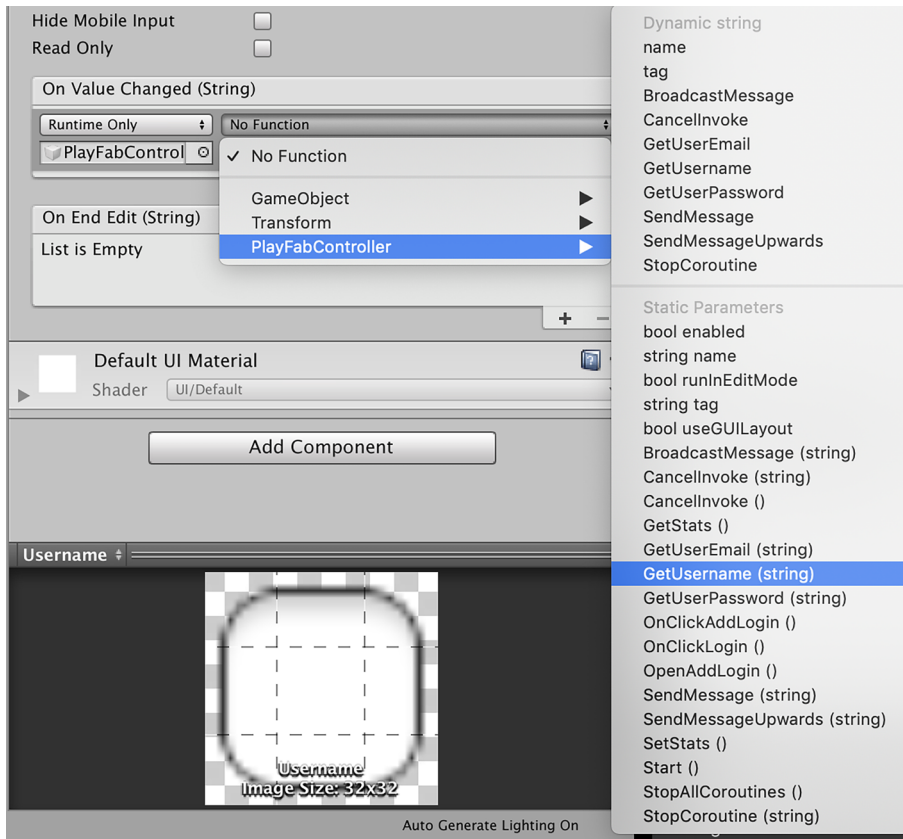 Hide Mobile Input
Read Only
On Value Changed (String)
Runtime Only
No Function
PlayFabControl
✓ No Function
GameObject
Transform
PlayFabController
On End Edit (String)
List is Empty
Default UI Material
Shader
UI/Default
Add Component
Username
Username
Image Size: 32x32
Auto Generate Lighting On
Dynamic string
name
tag
BroadcastMessage
CancelInvoke
GetUserEmail
GetUsername
GetUserPassword
SendMessage
SendMessageUpwards
StopCoroutine
Static Parameters
bool enabled
string name
bool runInEditMode
string tag
bool useGUILayout
BroadcastMessage (string)
CancelInvoke (string)
CancelInvoke ()
GetStats ()
GetUserEmail (string)
GetUsername (string)
GetUserPassword (string)
OnClickAddLogin ()
OnClickLogin ()
OpenAddLogin ()
SendMessage (string)
SendMessageUpwards (string)
SetStats ()
Start ()
StopAllCoroutines ()
StopCoroutine (string)